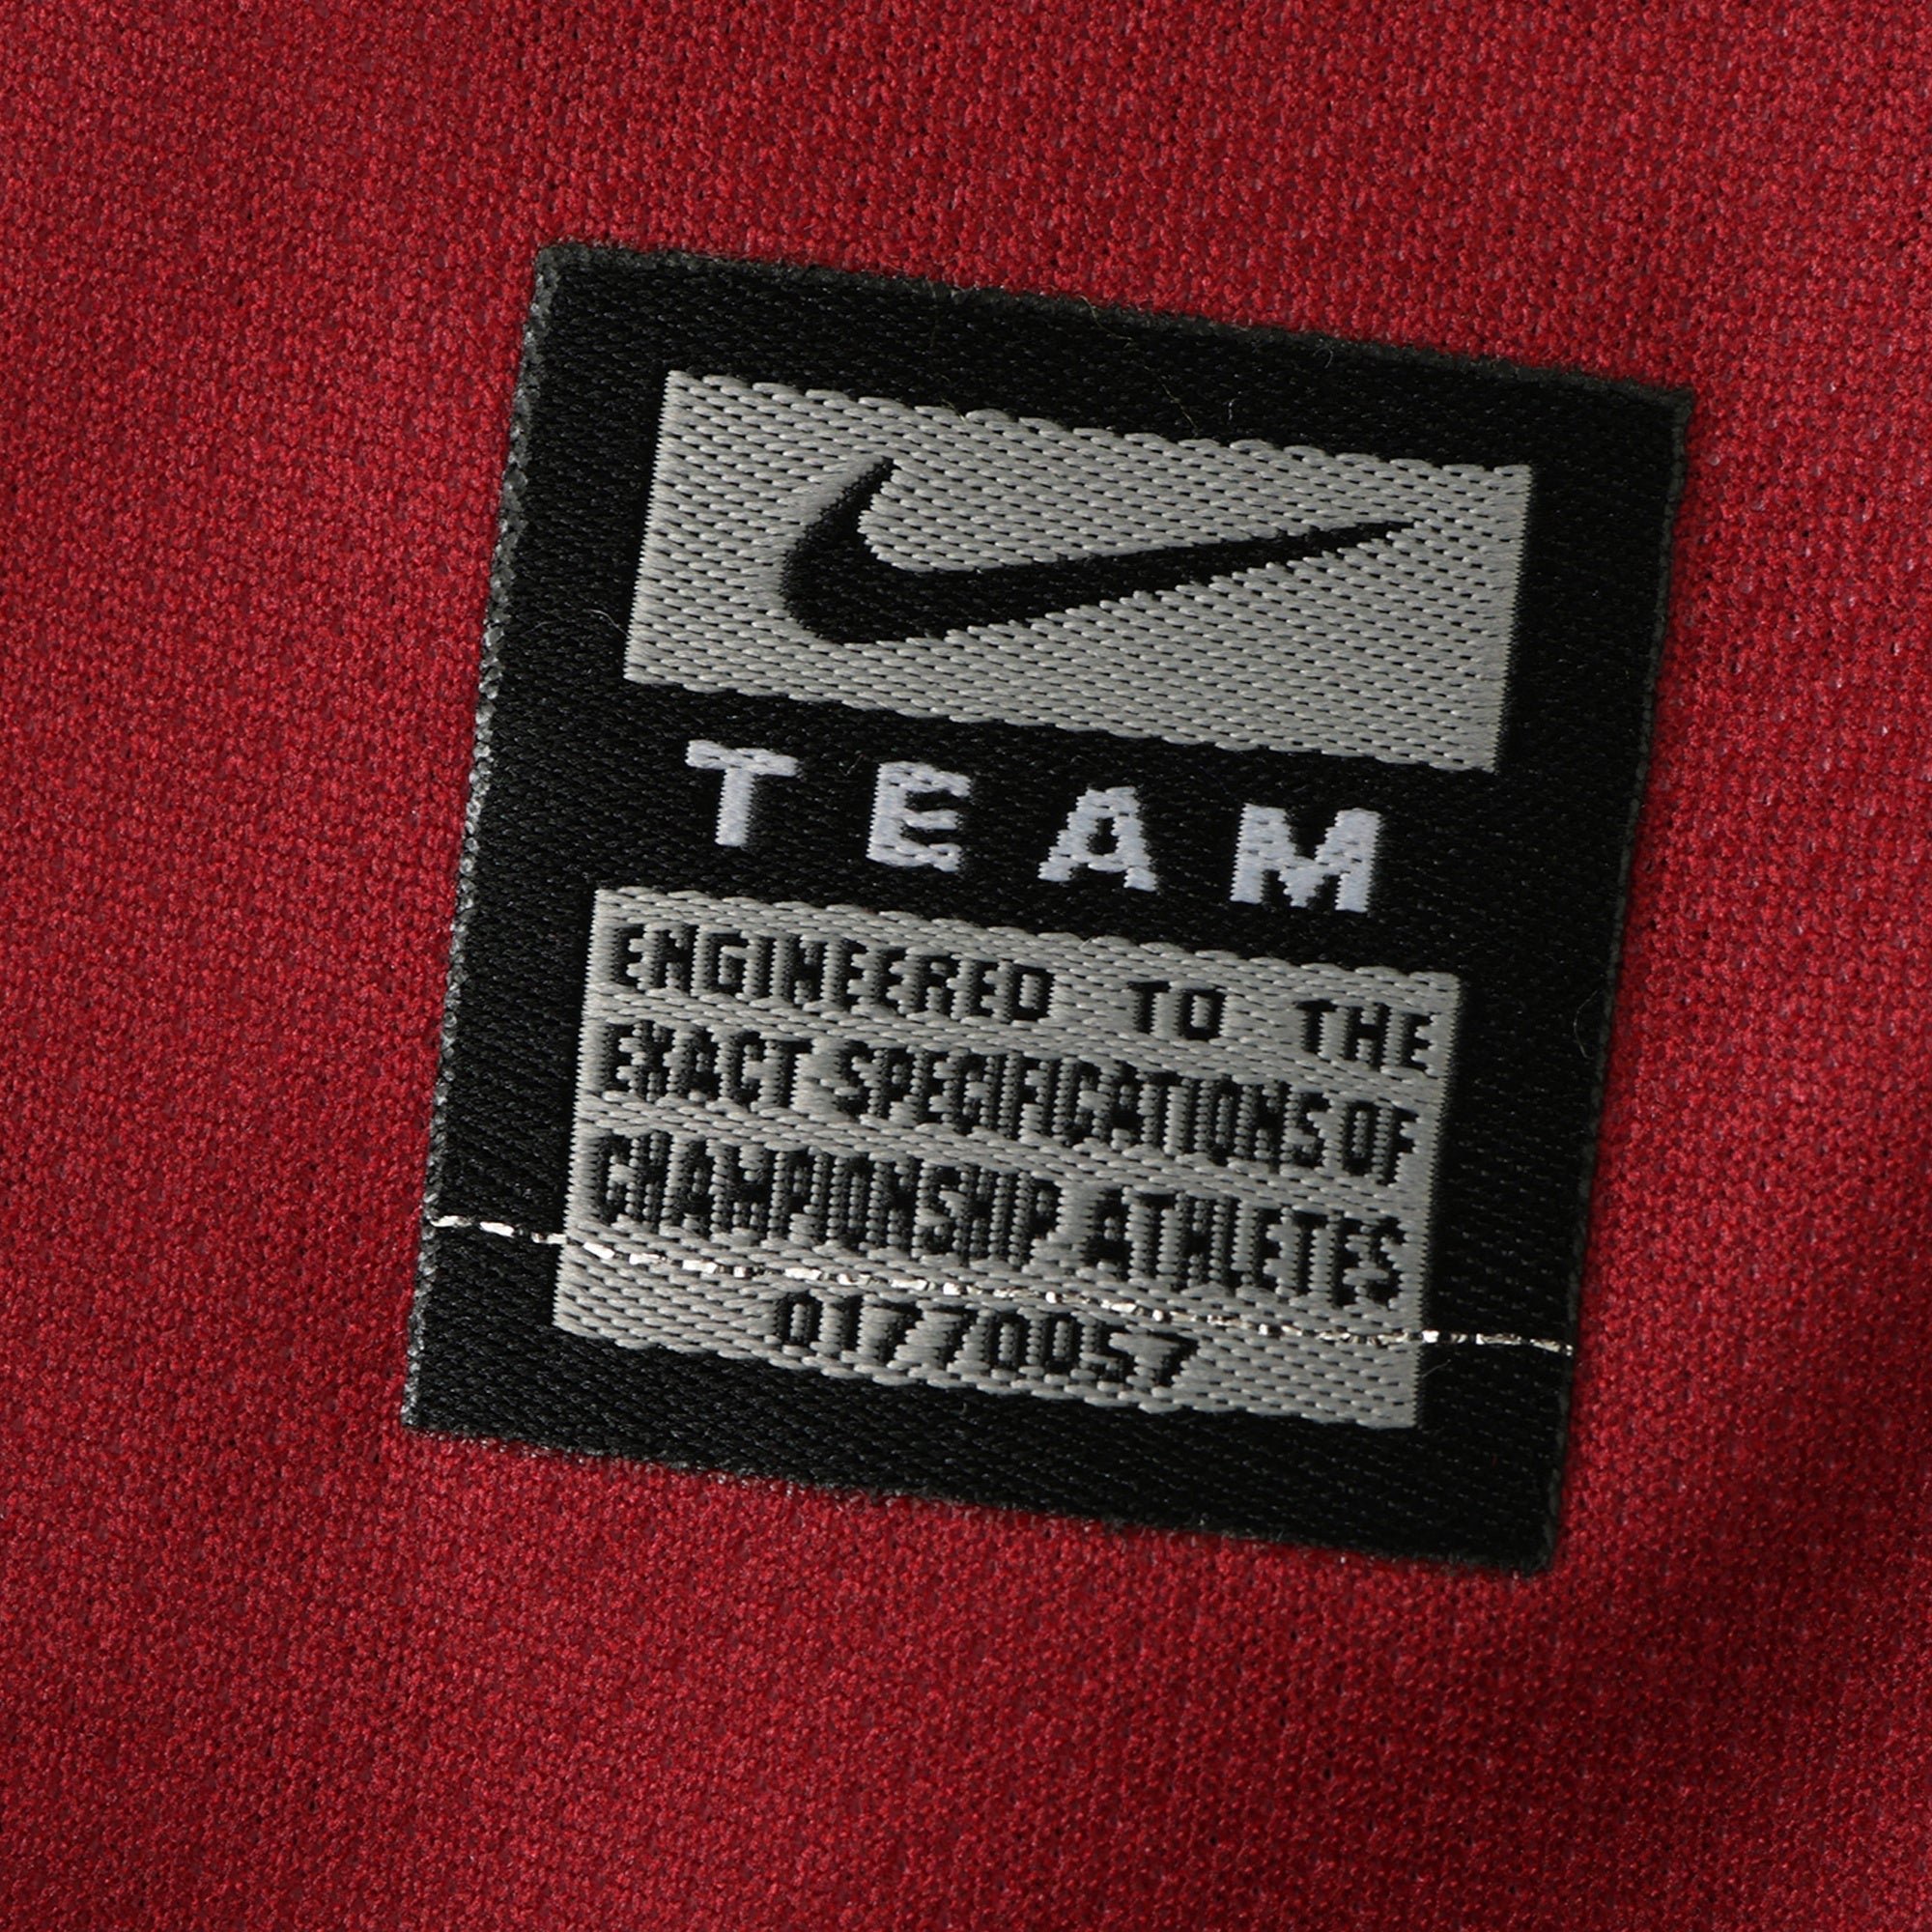 TEAM
ENGINEERED TO THE
EXACT SPECIFICATIONS OF
CHAMPIONSHIP ATHLETES
01770057